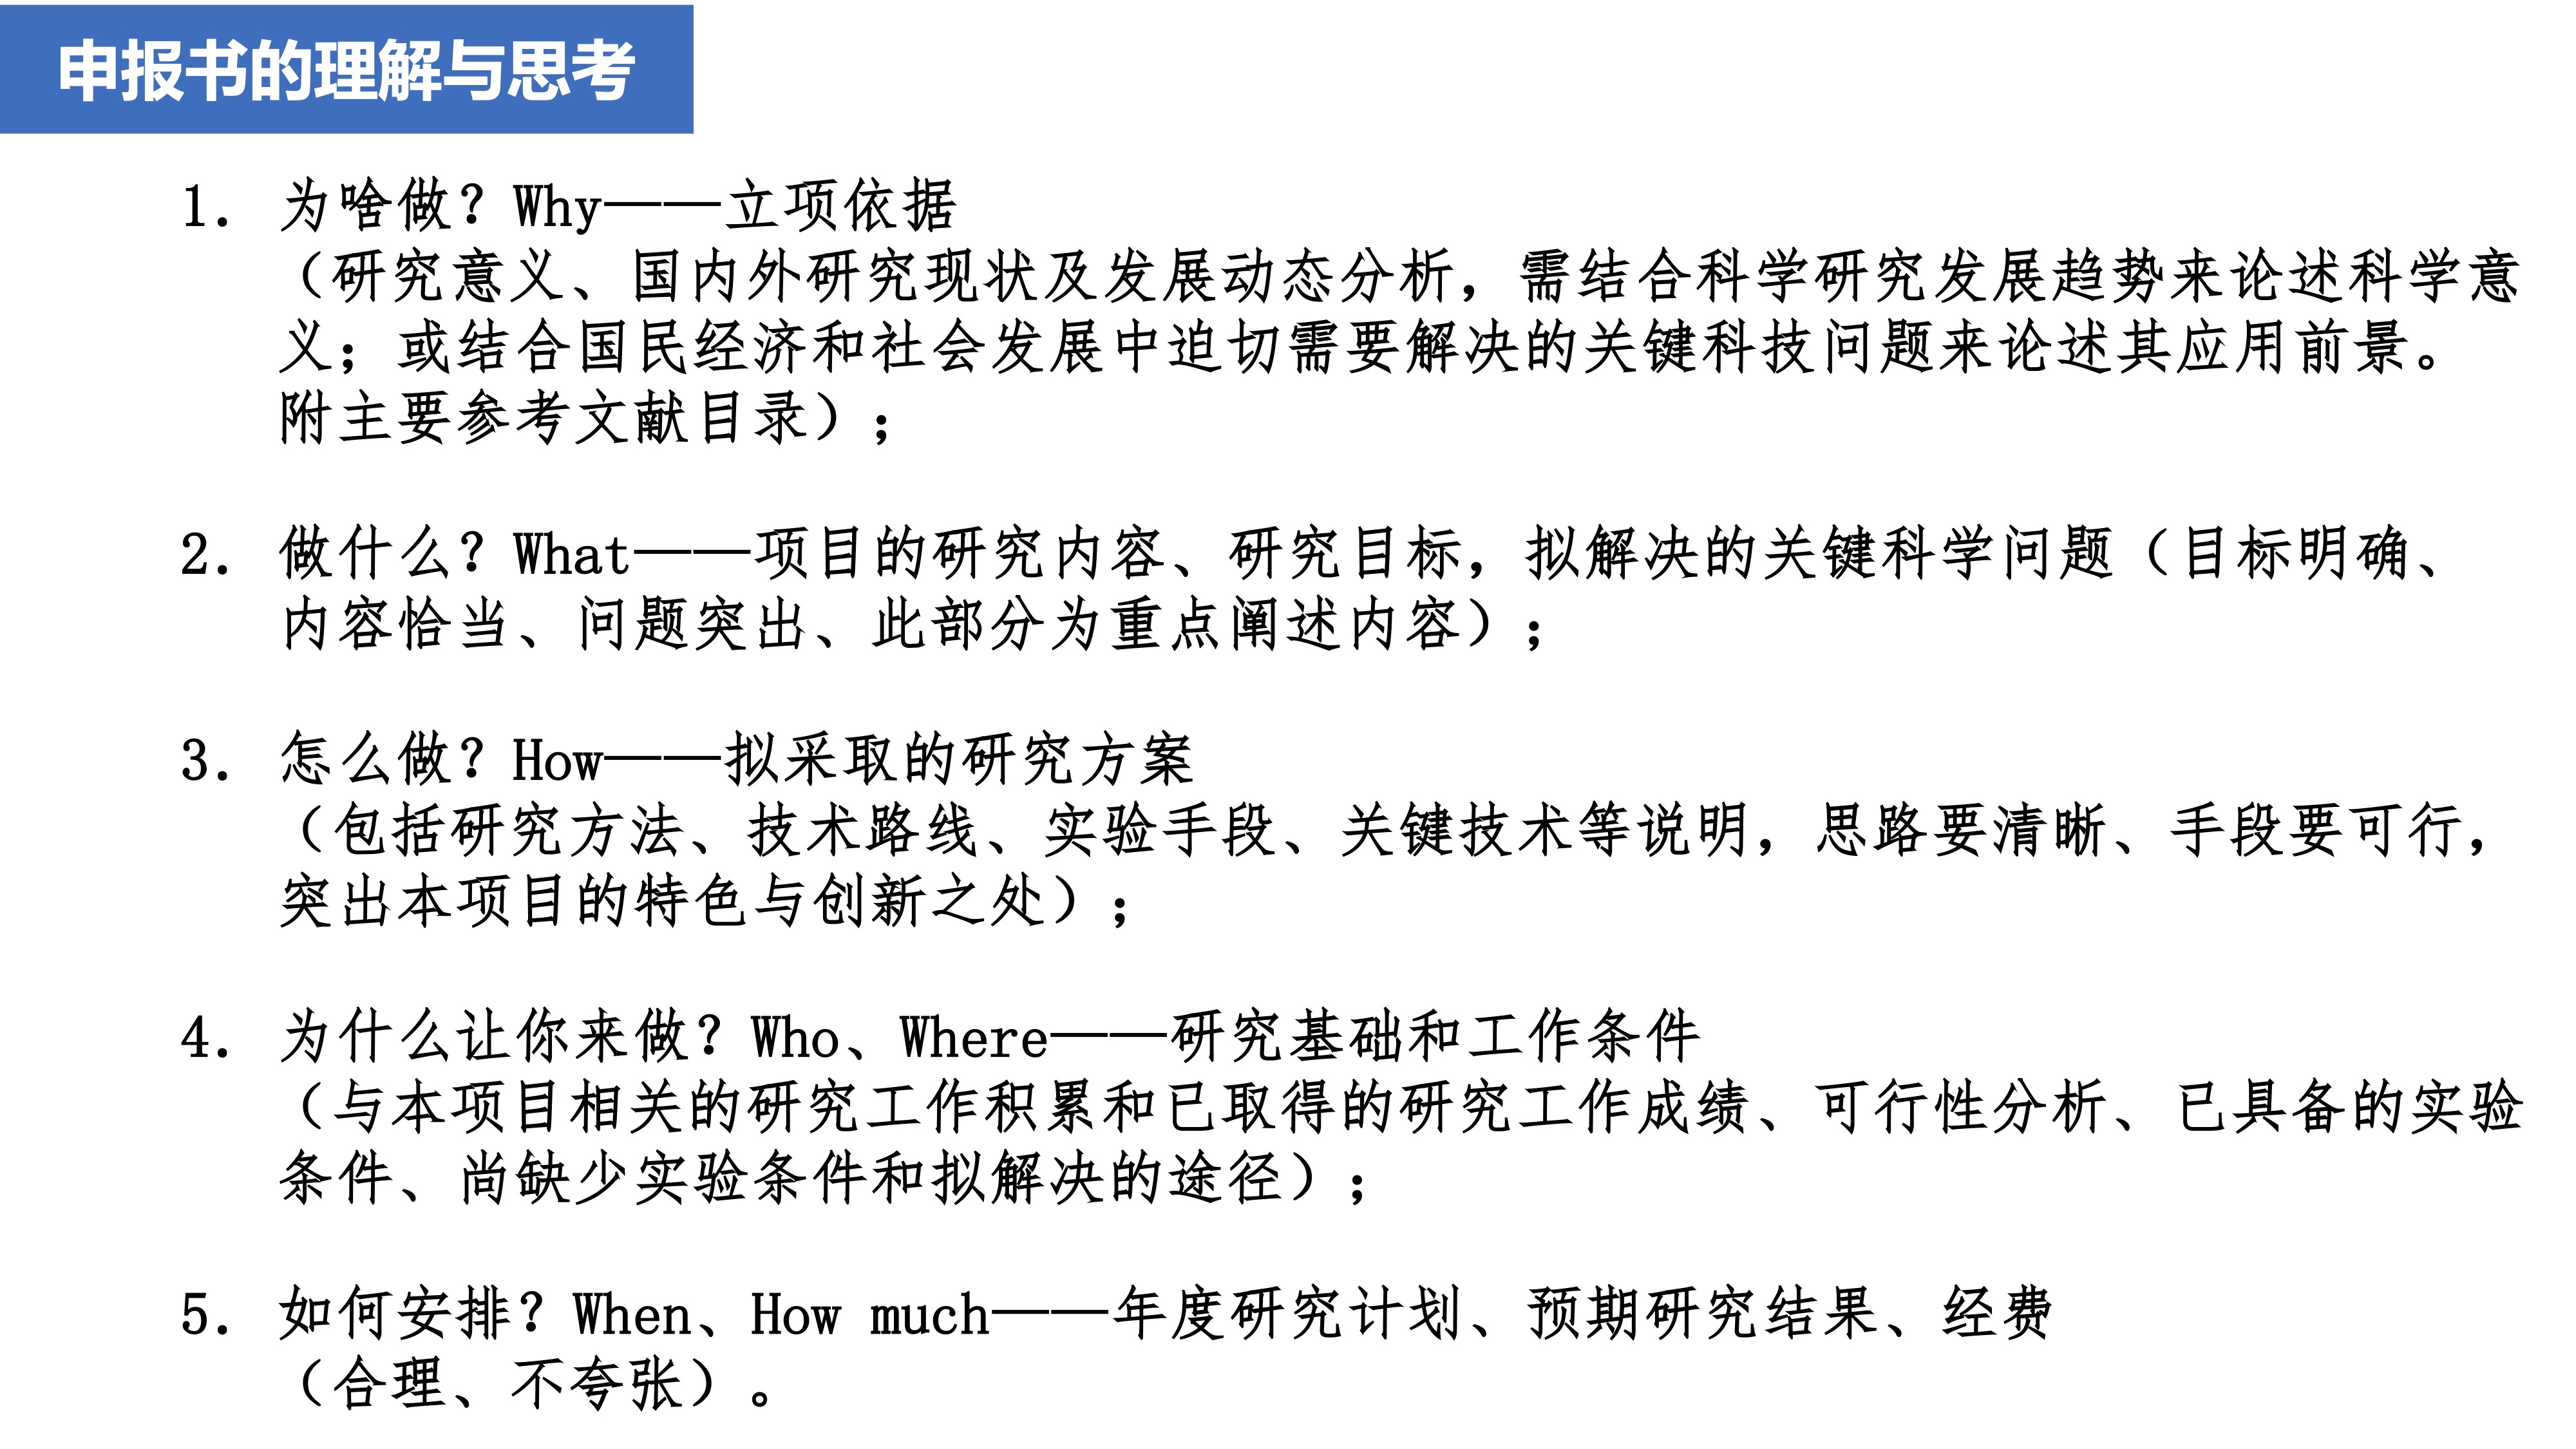 申报书的理解与思考
1. 为啥做？Why——立项依据
（研究意义、国内外研究现状及发展动态分析，需结合科学研究发展趋势来论述科学意
义；或结合国民经济和社会发展中迫切需要解决的关键科技问题来论述其应用前景。
附主要参考文献目录）；
2. 做什么？What——项目的研究内容、研究目标，拟解决的关键科学问题（目标明确、
内容恰当、问题突出、此部分为重点阐述内容）；
3. 怎么做？How——拟采取的研究方案
（包括研究方法、技术路线、实验手段、关键技术等说明，思路要清晰、手段要可行，
突出本项目的特色与创新之处）；
4. 为什么让你来做？Who、Where——研究基础和工作条件
（与本项目相关的研究工作积累和已取得的研究工作成绩、可行性分析、已具备的实验
条件、尚缺少实验条件和拟解决的途径）；
5. 如何安排？When、How much——年度研究计划、预期研究结果、经费
（合理、不夸张）。